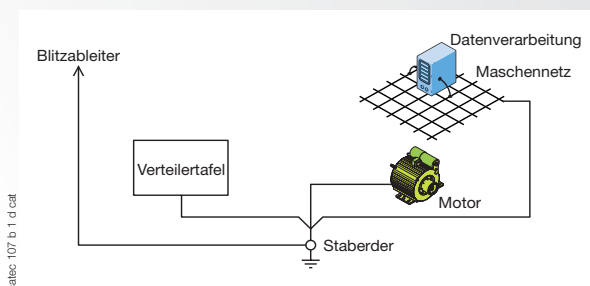 Datenverarbeitung
Blitzableiter
Maschennetz
Verteilertafel
Motor
Staberder
atec 107 b 1 d cat